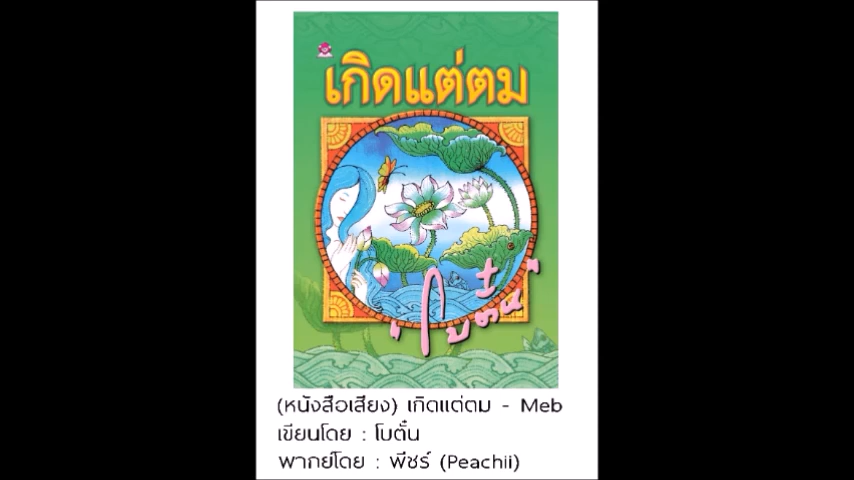 เกิดแต่ตม
"โบตั๋น"
(หนังสือเสียง) เกิดแต่ตม - Meb
เขียนโดย : โบตั๋น
พากย์โดย : พีชร์ (Peachii)